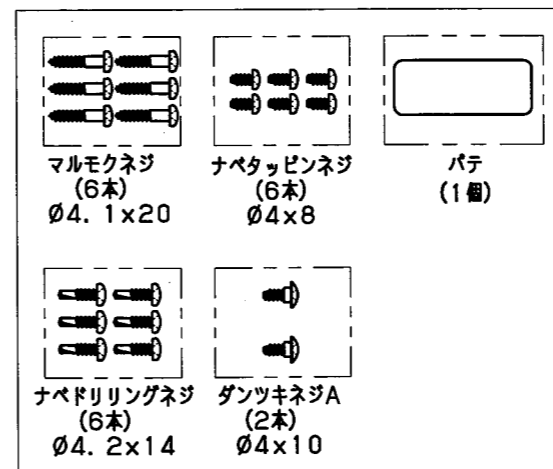 マルモクネジ
(6本)
Ø4. 1x20
ナベタッピンネジ
(6本)
Ø4x8
パテ
(1個)
ナベドリリングネジ
(6本)
Ø4. 2x14
ダンツキネジA
(2本)
Ø4x10